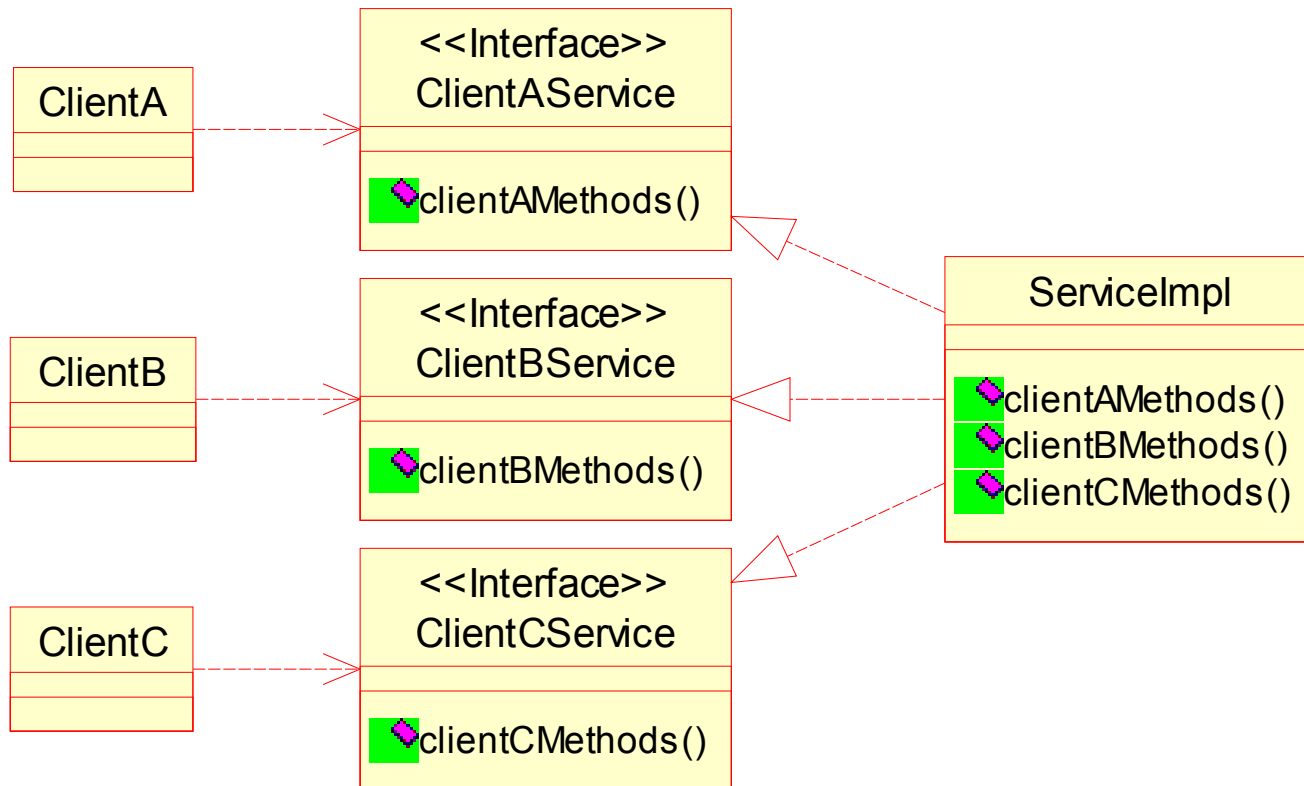 ClientA
<<Interface>>
ClientAService
clientAMethods()
ClientB
<<Interface>>
ClientBService
clientBMethods()
ClientC
<<Interface>>
ClientCService
clientCMethods()
ServiceImpl
clientAMethods()
clientBMethods()
clientCMethods()